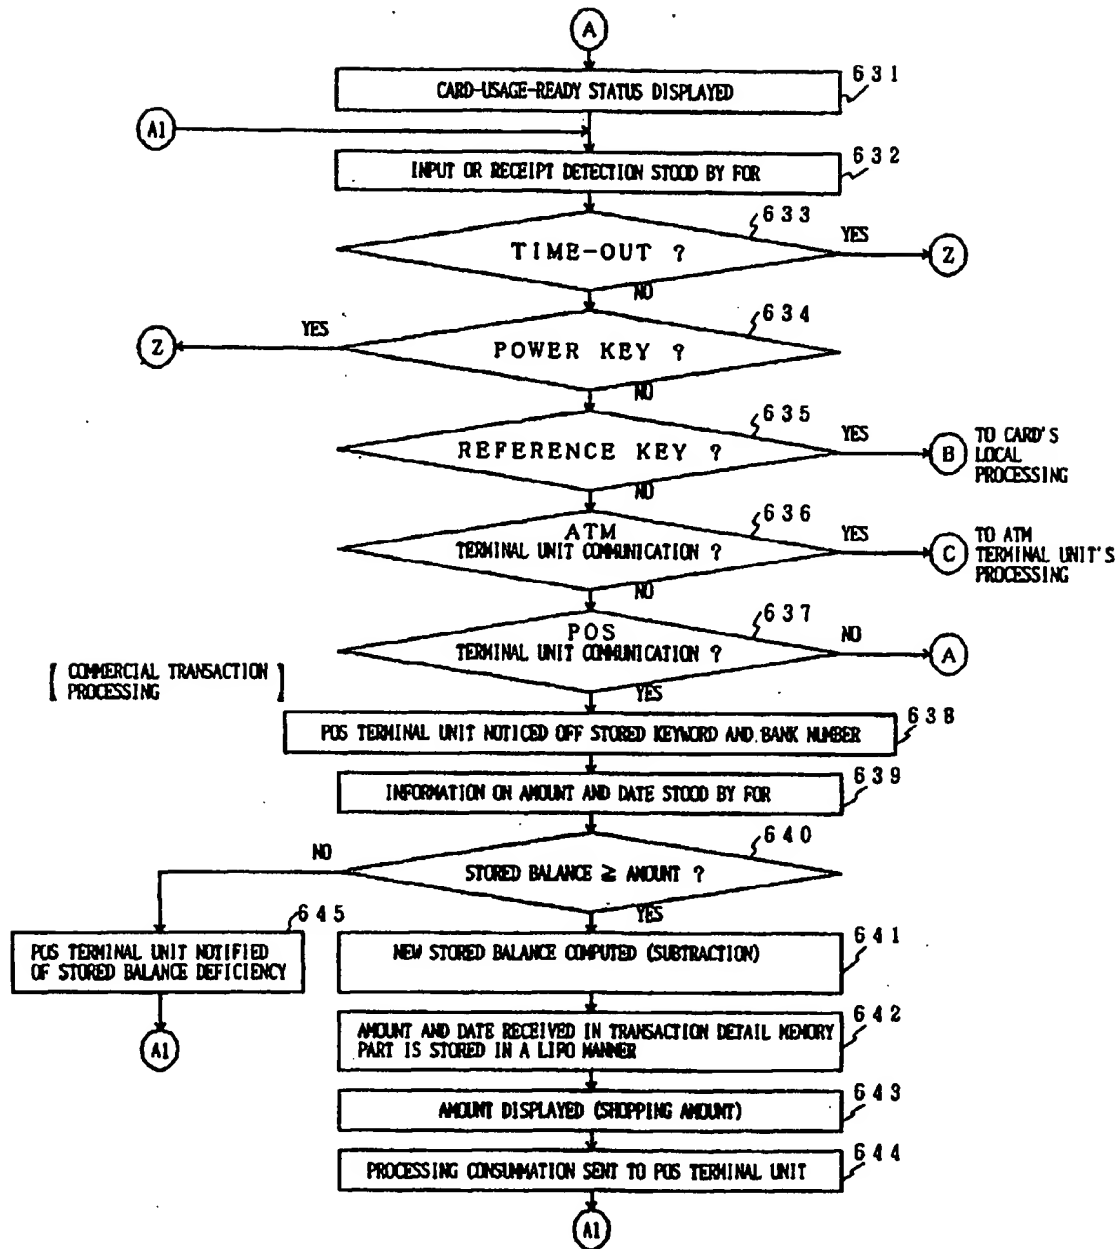 A
631
CARD-USAGE-READY STATUS DISPLAYED
A1
632
INPUT OR RECEIPT DETECTION STOOD BY FOR
633
TIME-OUT ?
YES
Z
NO
634
YES
Z
POWER KEY ?
NO
635
REFERENCE KEY ?
YES
B
TO CARD'S
LOCAL
PROCESSING
NO
636
ATM
TERMINAL UNIT COMMUNICATION ?
YES
C
TO ATM
TERMINAL UNIT'S
PROCESSING
NO
637
POS
TERMINAL UNIT COMMUNICATION ?
NO
A
[ COMMERCIAL TRANSACTION
PROCESSING ]
YES
638
POS TERMINAL UNIT NOTICED OFF STORED KEYWORD AND BANK NUMBER
639
INFORMATION ON AMOUNT AND DATE STOOD BY FOR
640
NO
STORED BALANCE ≧ AMOUNT ?
YES
645
POS TERMINAL UNIT NOTIFIED
OF STORED BALANCE DEFICIENCY
A1
641
NEW STORED BALANCE COMPUTED (SUBTRACTION)
642
AMOUNT AND DATE RECEIVED IN TRANSACTION DETAIL MEMORY
PART IS STORED IN A LIFO MANNER
643
AMOUNT DISPLAYED (SHOPPING AMOUNT)
644
PROCESSING CONSUMMATION SENT TO POS TERMINAL UNIT
A1